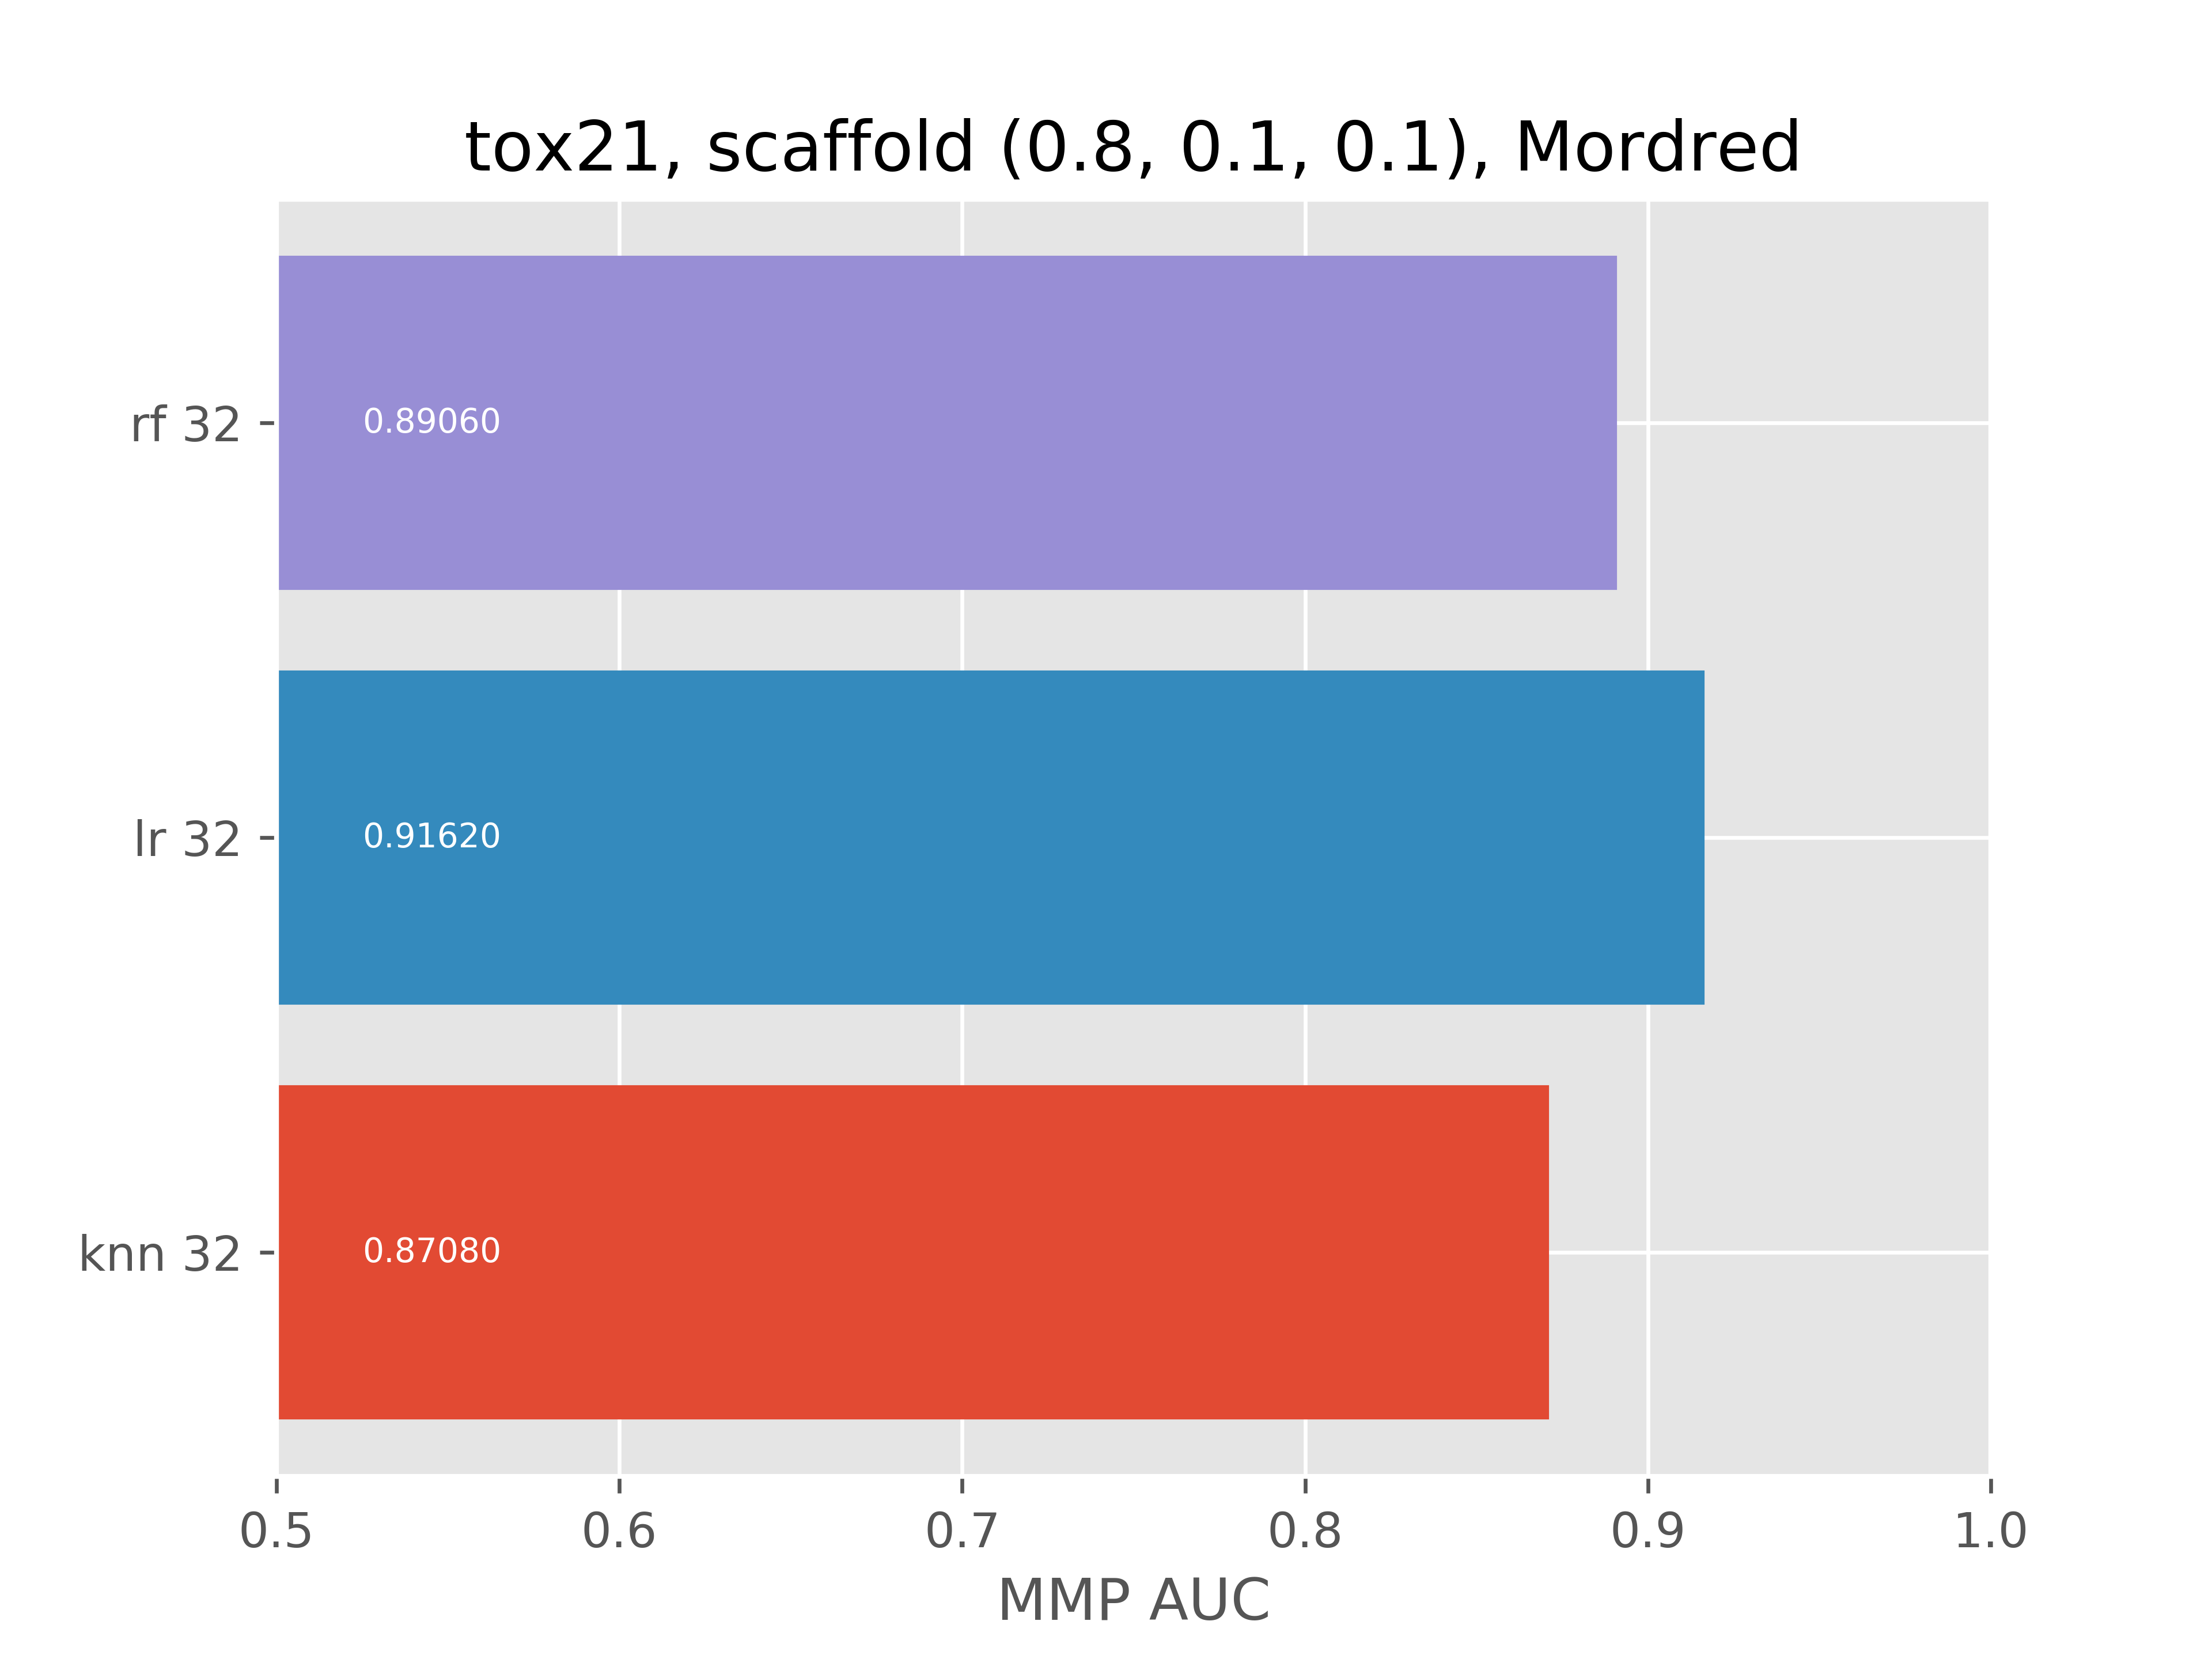 tox21, scaffold (0.8, 0.1, 0.1), Mordred
rf 32
0.89060
lr 32
0.91620
knn 32
0.87080
0.5 0.6 0.7 0.8 0.9 1.0
MMP AUC